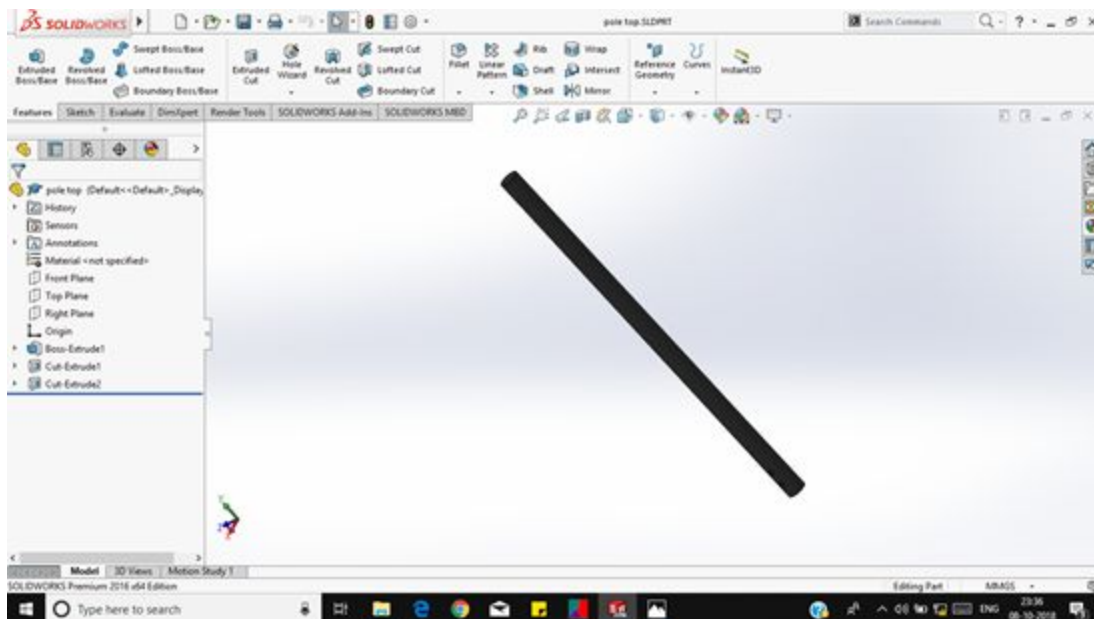 SOLIDWORKS
pole top.SLDPRT
Search Commands
Extruded Boss/Base
Revolved Boss/Base
Swept Boss/Base
Lofted Boss/Base
Boundary Boss/Base
Extruded Cut
Hole Wizard
Revolved Cut
Swept Cut
Lofted Cut
Boundary Cut
Fillet
Linear Pattern
Rib
Draft
Shell
Wrap
Intersect
Mirror
Reference Geometry
Curves
Instant3D
Features Sketch Evaluate DimXpert Render Tools SOLIDWORKS Add-Ins SOLIDWORKS MBD
pole top (Default<<Default>_Display
History
Sensors
Annotations
Material <not specified>
Front Plane
Top Plane
Right Plane
Origin
Boss-Extrude1
Cut-Extrude1
Cut-Extrude2
Model 3D Views Motion Study 1
SOLIDWORKS Premium 2016 x64 Edition
Editing Part MMGS
Type here to search
ENG
23:36
06-10-2018